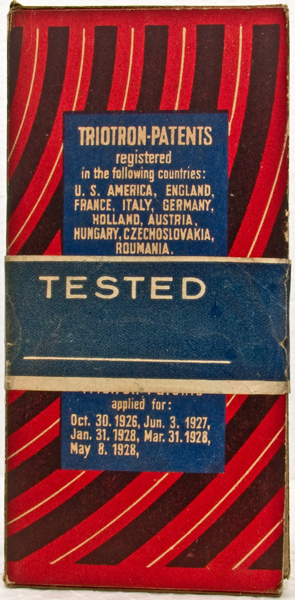 TRIOTRON-PATENTS
registered
in the following countries:
U. S. AMERICA, ENGLAND,
FRANCE, ITALY, GERMANY,
HOLLAND, AUSTRIA,
HUNGARY, CZECHOSLOVAKIA,
ROUMANIA.
TESTED
applied for:
Oct. 30. 1926, Jun. 3. 1927,
Jan. 31. 1928, Mar. 31. 1928,
May 8. 1928,